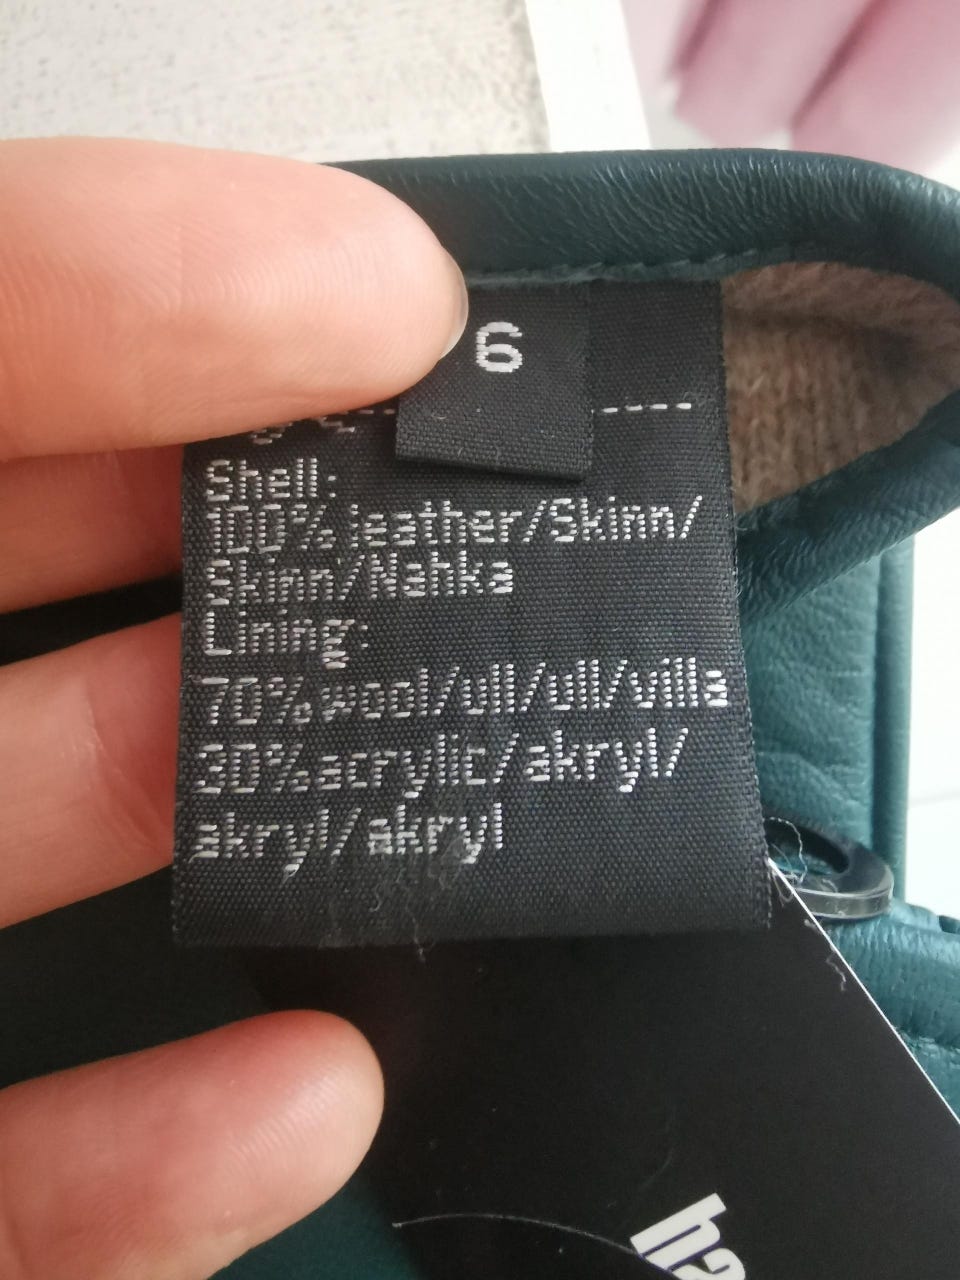 6
Shell:
100% leather/Skinn/
Skinn/Nahka
Lining:
70% wool/ull/ull/villa
30% acrylic/akryl/
akryl/ akryl